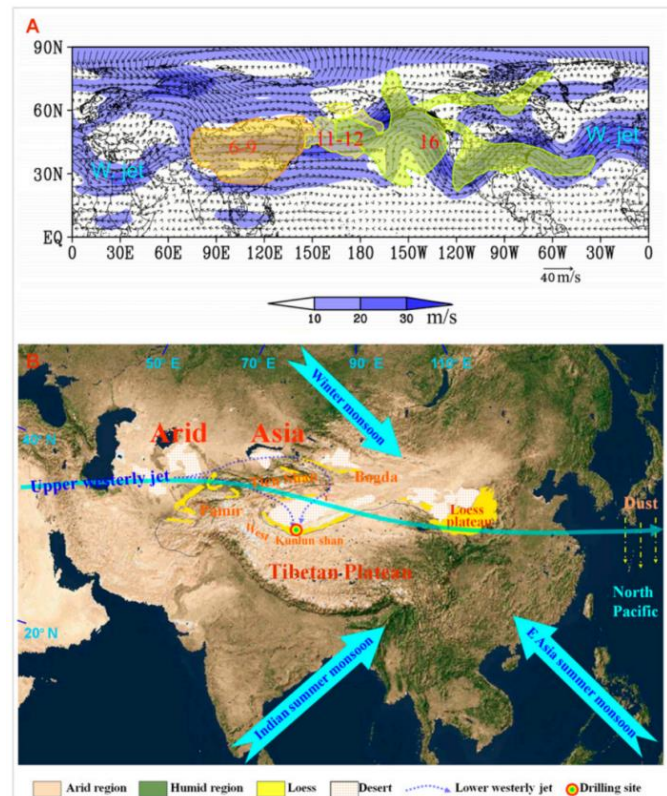 A
90N
60N
30N
EQ
W. jet
6-9
11-12
16
W. jet
0 30E 60E 90E 120E 150E 180 150W 120W 90W 60W 30W 0
40 m/s
10 20 30 m/s
B
50° E 70° E 90° E 110° E
Winter monsoon
40° N
Arid Asia
Bogda
Upper westerly jet
Pamir
Loess
plateau
Dust
West Kunlun shan
Tibetan Plateau
North
Pacific
20° N
Indian summer monsoon
E Asia summer monsoon
Arid region Humid region Loess Desert Lower westerly jet Drilling site